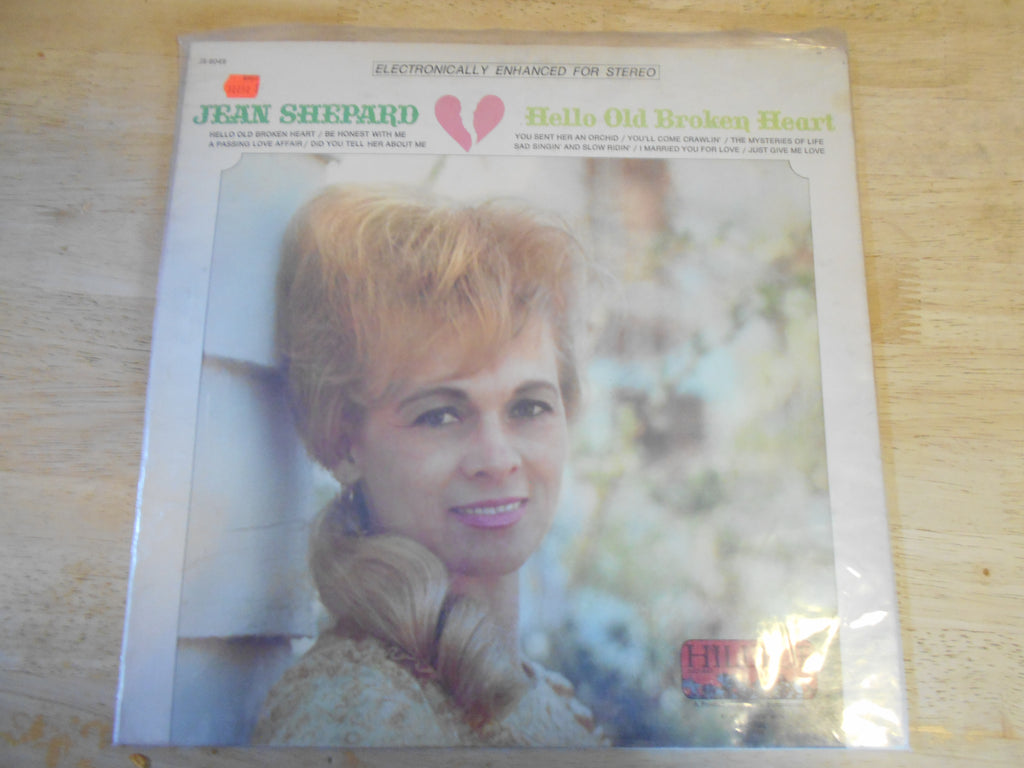 ELECTRONICALLY ENHANCED FOR STEREO
JEAN SHEPARD
Hello Old Broken Heart
HELLO OLD BROKEN HEART / BE HONEST WITH ME
A PASSING LOVE AFFAIR / DID YOU TELL HER ABOUT ME
YOU SENT HER AN ORCHID / YOU'LL COME CRAWLIN' / THE MYSTERIES OF LIFE
SAD SINGIN' AND SLOW RIDIN' / I MARRIED YOU FOR LOVE / JUST GIVE ME LOVE